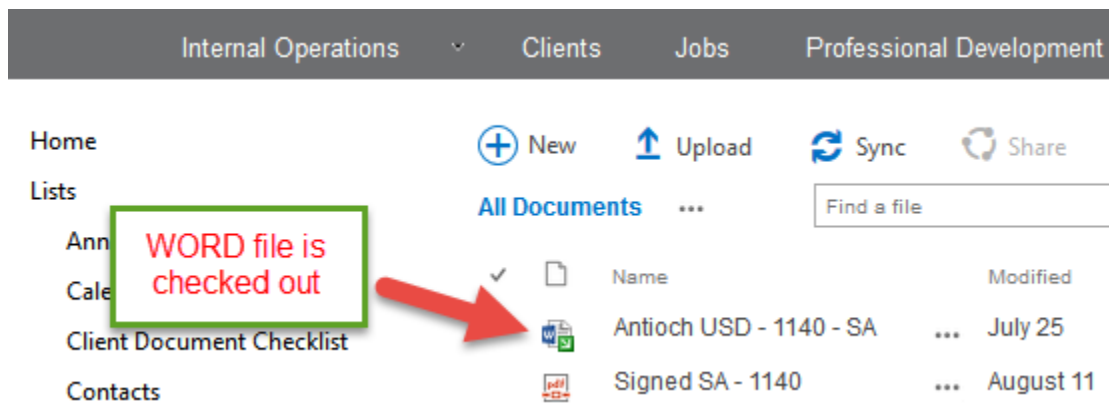 Internal Operations Clients Jobs Professional Development
Home
Lists
Ann
Cale
Client Document Checklist
Contacts
WORD file is
checked out
New Upload Sync Share
All Documents ... Find a file
Name Modified
Antioch USD - 1140 - SA ... July 25
Signed SA - 1140 ... August 11